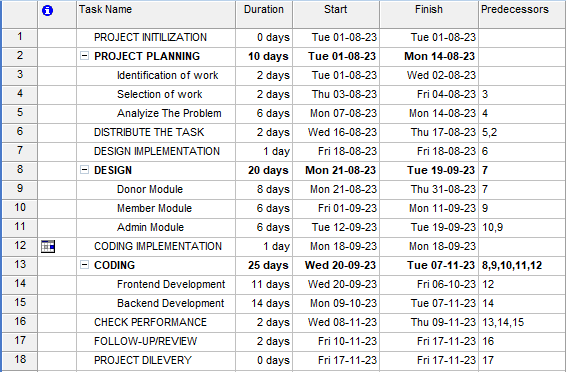 Task Name Duration Start Finish Predecessors
1 PROJECT INITILIZATION 0 days Tue 01-08-23 Tue 01-08-23
2 PROJECT PLANNING 10 days Tue 01-08-23 Mon 14-08-23
3 Identification of work 2 days Tue 01-08-23 Wed 02-08-23
4 Selection of work 2 days Thu 03-08-23 Fri 04-08-23 3
5 Analyize The Problem 6 days Mon 07-08-23 Mon 14-08-23 4
6 DISTRIBUTE THE TASK 2 days Wed 16-08-23 Thu 17-08-23 5,2
7 DESIGN IMPLEMENTATION 1 day Fri 18-08-23 Fri 18-08-23 6
8 DESIGN 20 days Mon 21-08-23 Tue 19-09-23 7
9 Donor Module 8 days Mon 21-08-23 Thu 31-08-23 7
10 Member Module 6 days Fri 01-09-23 Mon 11-09-23 9
11 Admin Module 6 days Tue 12-09-23 Tue 19-09-23 10,9
12 CODING IMPLEMENTATION 1 day Mon 18-09-23 Mon 18-09-23
13 CODING 25 days Wed 20-09-23 Tue 07-11-23 8,9,10,11,12
14 Frontend Development 11 days Wed 20-09-23 Fri 06-10-23 12
15 Backend Development 14 days Mon 09-10-23 Tue 07-11-23 14
16 CHECK PERFORMANCE 2 days Wed 08-11-23 Thu 09-11-23 13,14,15
17 FOLLOW-UP/REVIEW 2 days Fri 10-11-23 Fri 17-11-23 16
18 PROJECT DILEVERY 0 days Fri 17-11-23 Fri 17-11-23 17